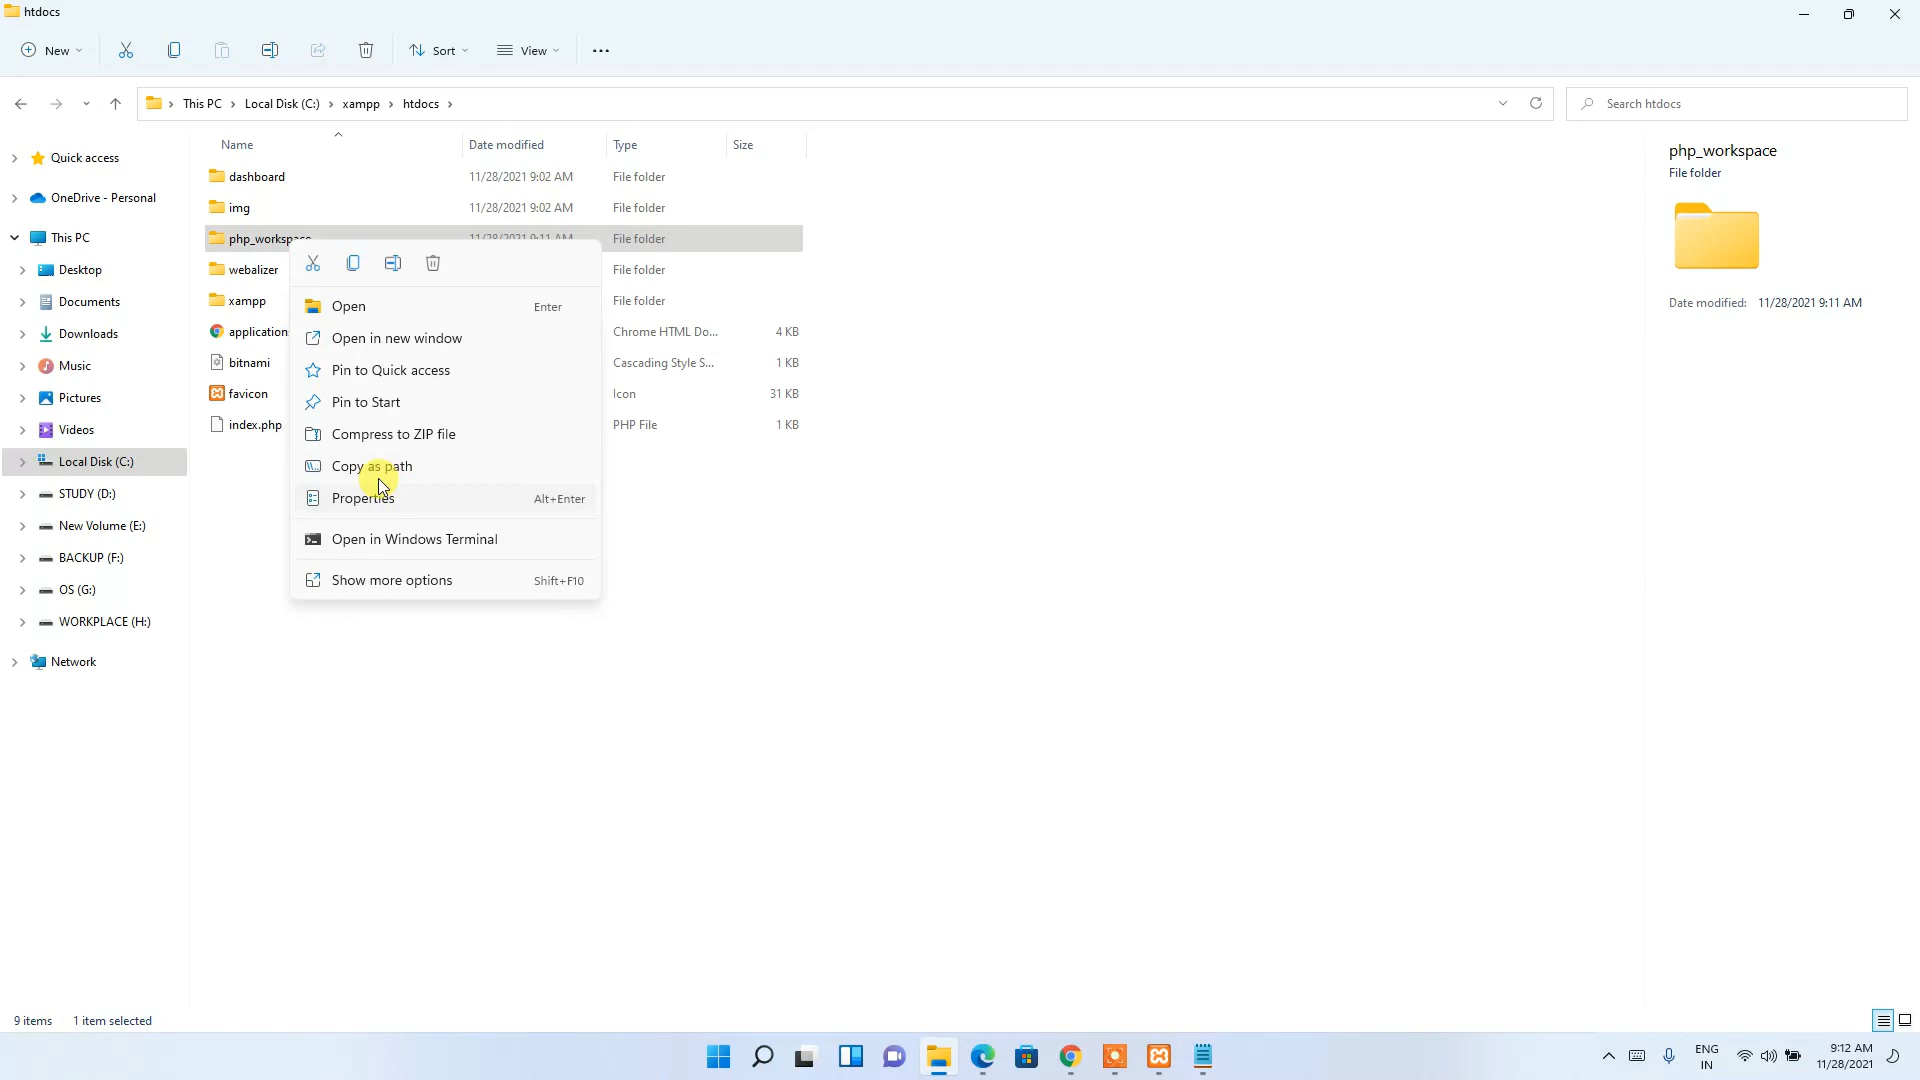 htdocs
New
Sort
View
This PC
Local Disk (C:)
xampp
htdocs
Search htdocs
Quick access
OneDrive - Personal
This PC
Desktop
Documents
Downloads
Music
Pictures
Videos
Local Disk (C:)
STUDY (D:)
New Volume (E:)
BACKUP (F:)
OS (G:)
WORKPLACE (H:)
Network
Name Date modified Type Size
dashboard 11/28/2021 9:02 AM File folder
img 11/28/2021 9:02 AM File folder
php_workspace 11/28/2021 9:11 AM File folder
webalizer File folder
xampp File folder
application Chrome HTML Do... 4 KB
bitnami Cascading Style S... 1 KB
favicon Icon 31 KB
index.php PHP File 1 KB
Open Enter
Open in new window
Pin to Quick access
Pin to Start
Compress to ZIP file
Copy as path
Properties Alt+Enter
Open in Windows Terminal
Show more options Shift+F10
php_workspace
File folder
Date modified: 11/28/2021 9:11 AM
9 items 1 item selected
ENG
IN
9:12 AM
11/28/2021